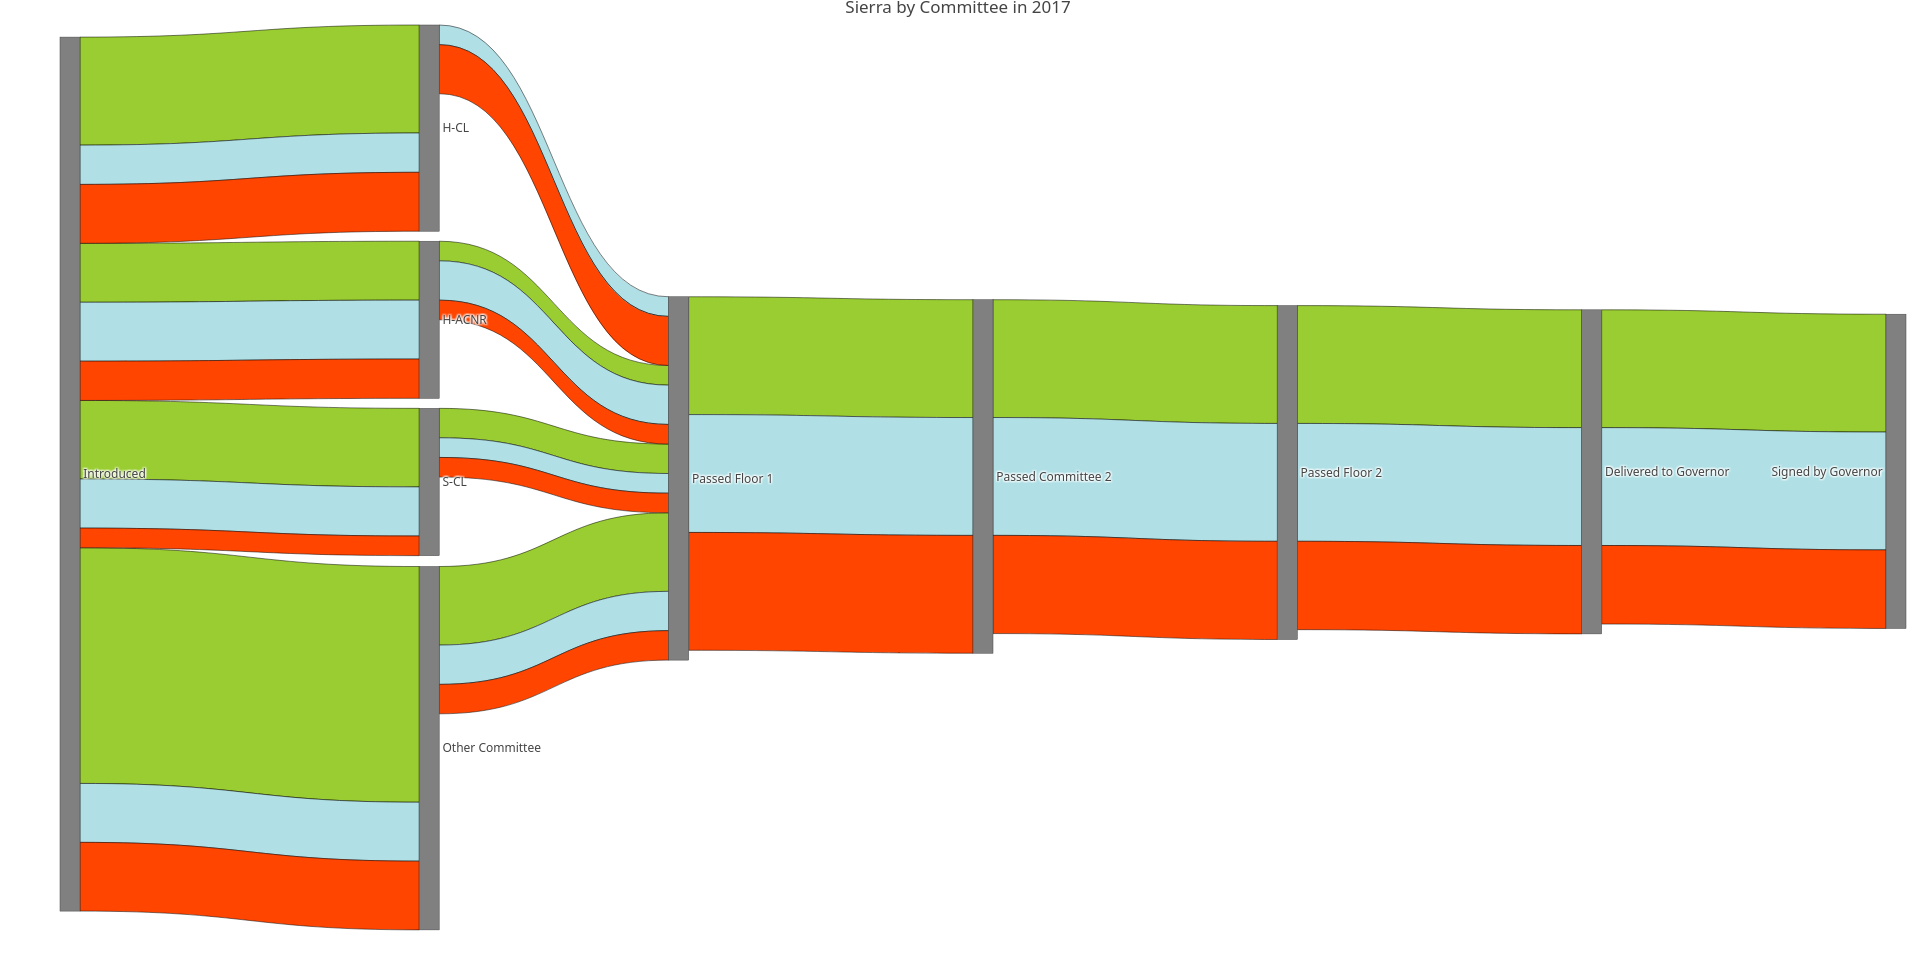 Sierra by Committee in 2017
H-CL
H-ACNR
Introduced
S-CL
Passed Floor 1
Passed Committee 2
Passed Floor 2
Delivered to Governor
Signed by Governor
Other Committee